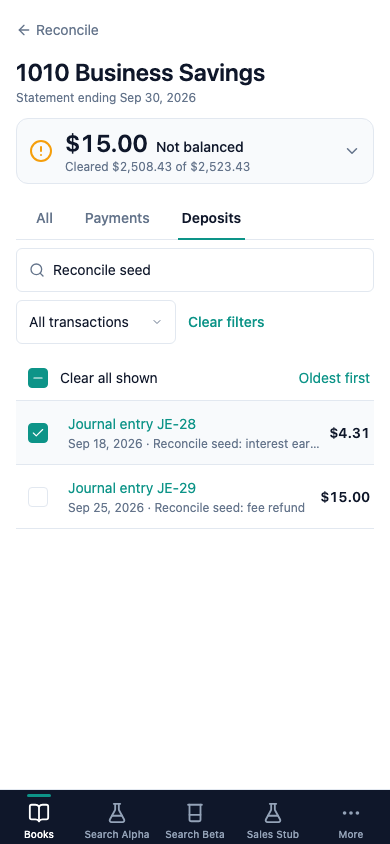 Reconcile
1010 Business Savings
Statement ending Sep 30, 2026
$15.00 Not balanced
Cleared $2,508.43 of $2,523.43
All Payments Deposits
Reconcile seed
All transactions Clear filters
Clear all shown Oldest first
Journal entry JE-28
Sep 18, 2026 · Reconcile seed: interest ear... $4.31
Journal entry JE-29
Sep 25, 2026 · Reconcile seed: fee refund $15.00
Books Search Alpha Search Beta Sales Stub More